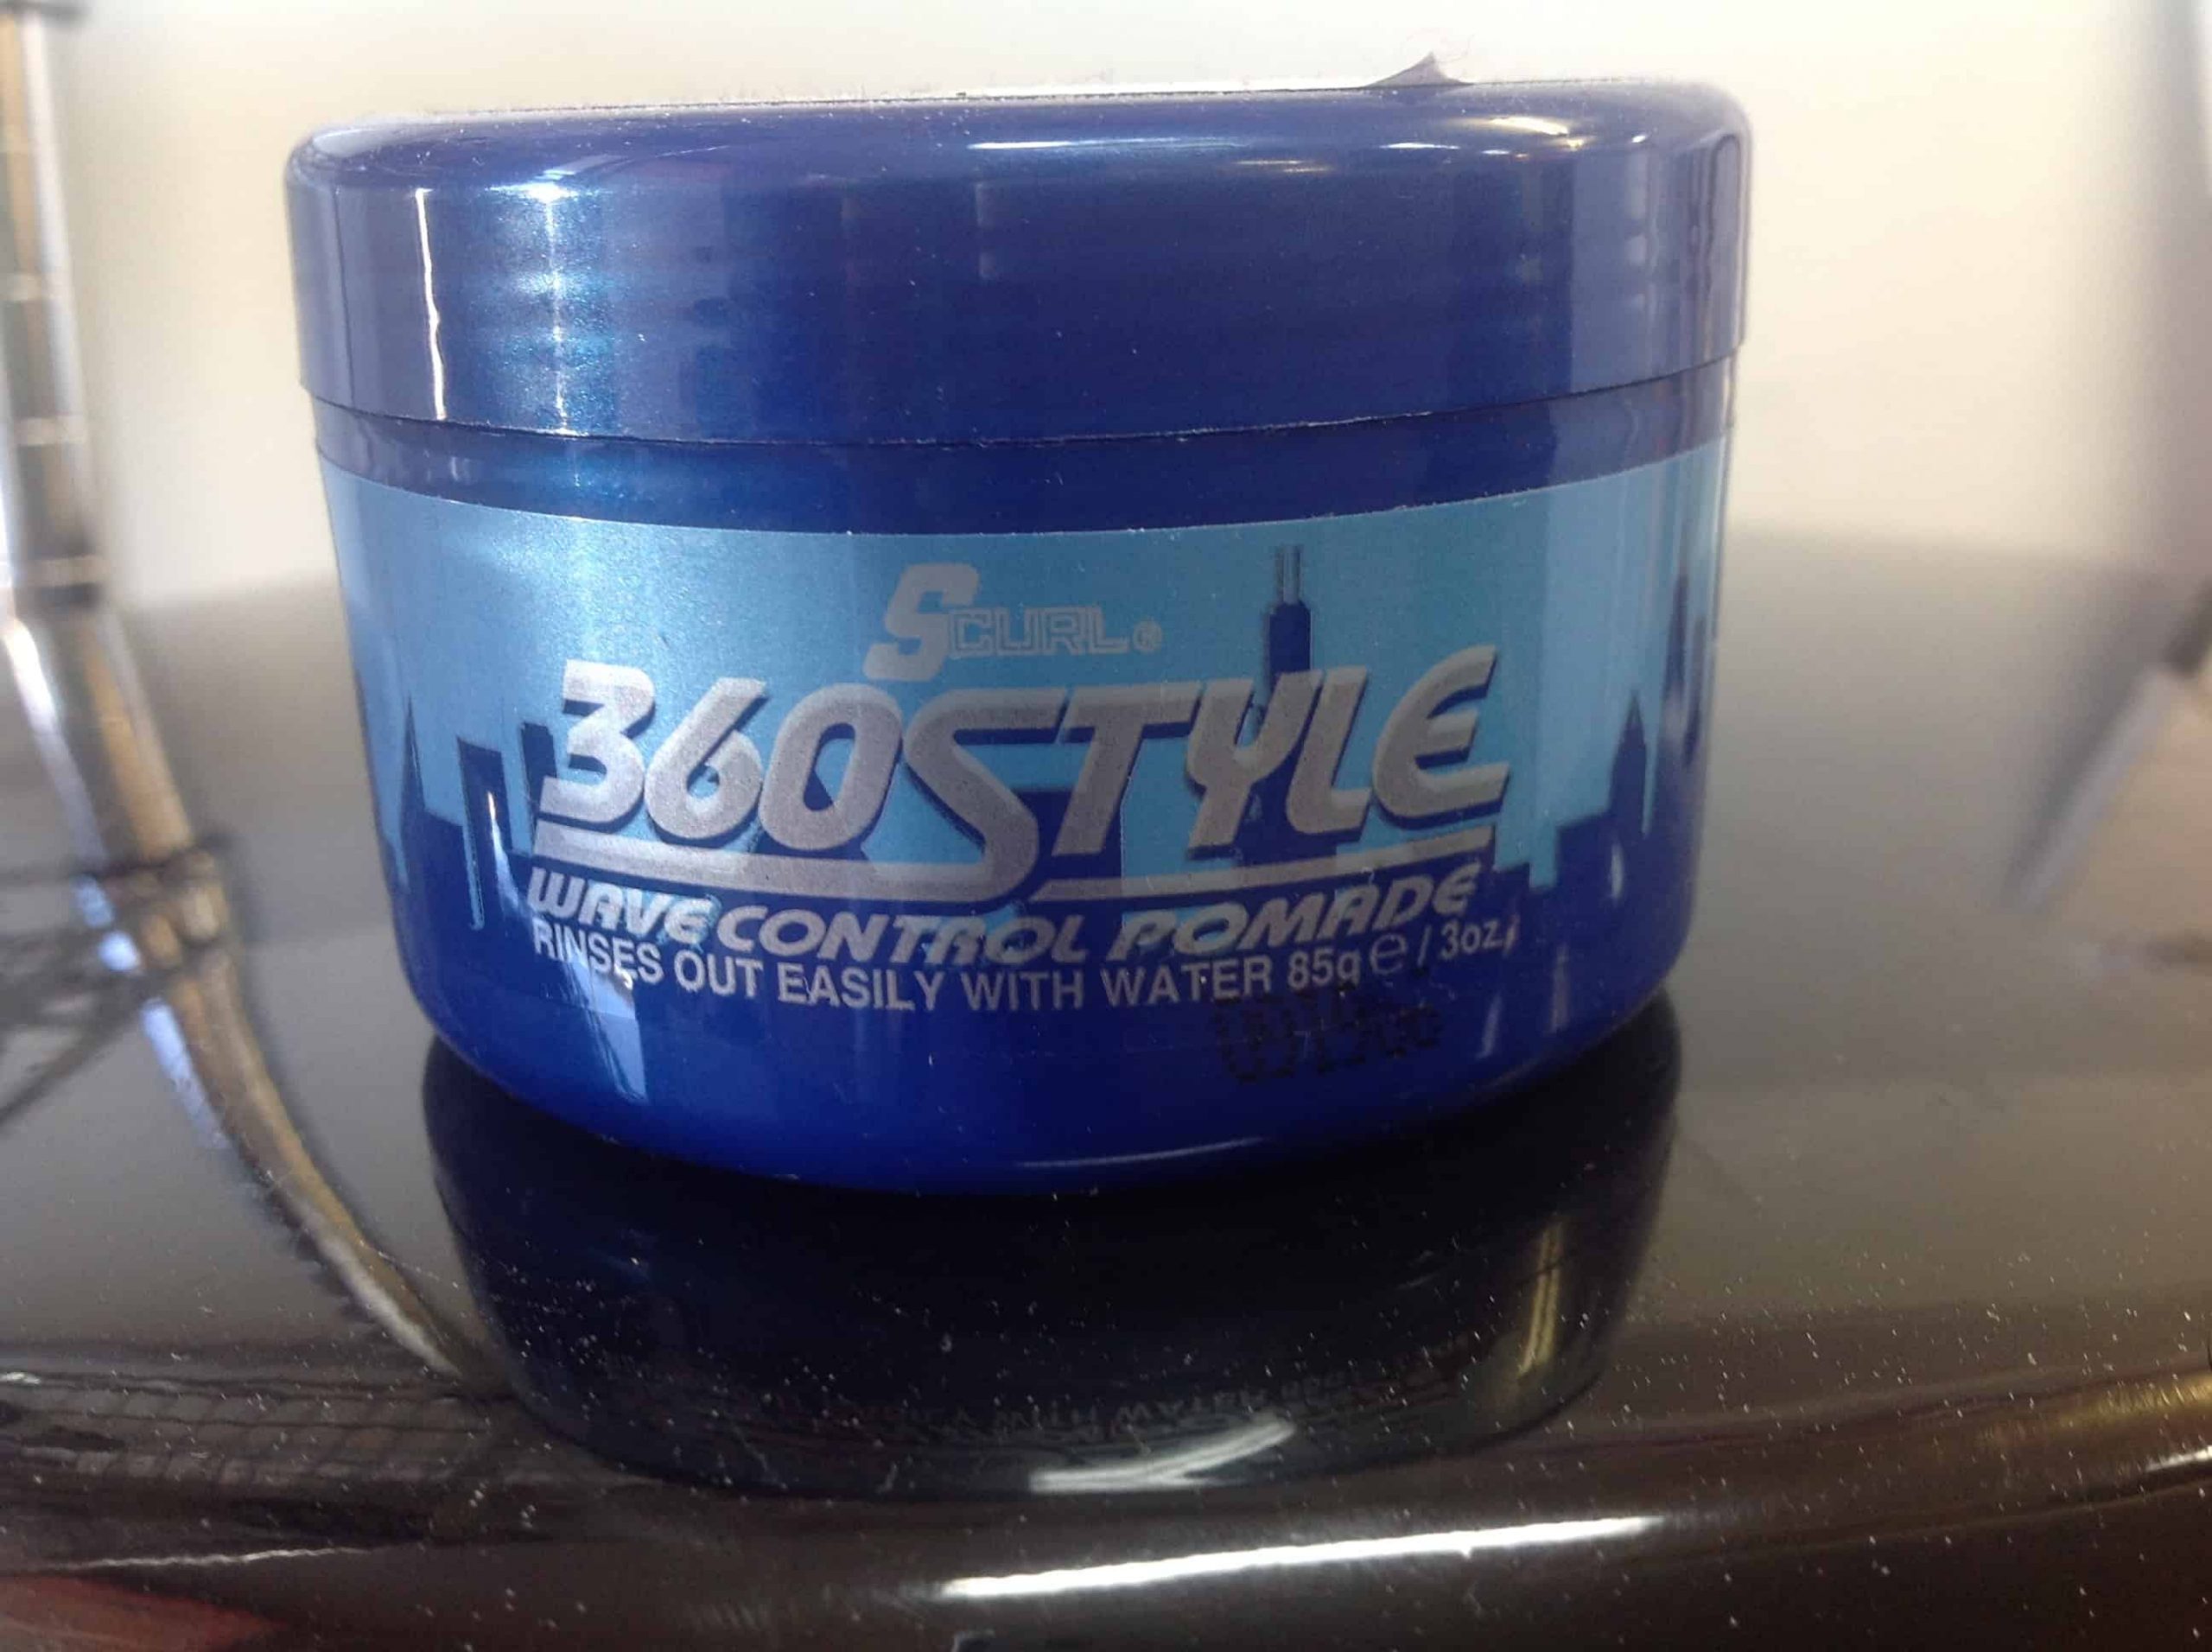 SCURL®
360STYLE
WAVE CONTROL POMADE
RINSES OUT EASILY WITH WATER 85g ℮ / 3oz.